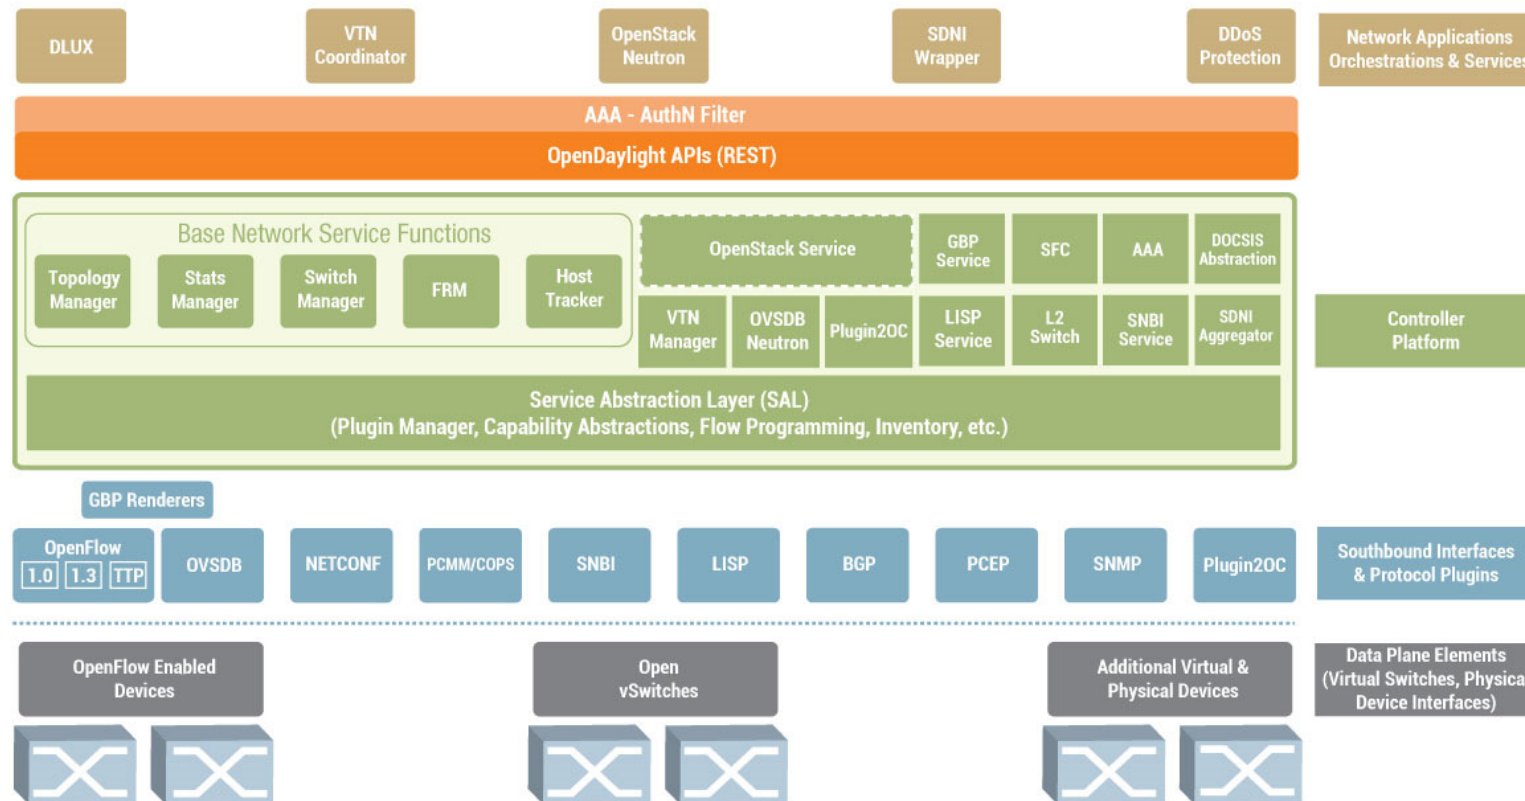 DLUX
VTN
Coordinator
OpenStack
Neutron
SDNI
Wrapper
DDoS
Protection
Network Applications
Orchestrations & Services
AAA - AuthN Filter
OpenDaylight APIs (REST)
Base Network Service Functions
Topology
Manager
Stats
Manager
Switch
Manager
FRM
Host
Tracker
OpenStack Service
GBP
Service
SFC
AAA
DOCSIS
Abstraction
VTN
Manager
OVSDB
Neutron
Plugin2OC
LISP
Service
L2
Switch
SNBI
Service
SDNI
Aggregator
Controller
Platform
Service Abstraction Layer (SAL)
(Plugin Manager, Capability Abstractions, Flow Programming, Inventory, etc.)
GBP Renderers
OpenFlow
1.0 1.3 TTP
OVSDB
NETCONF
PCMM/COPS
SNBI
LISP
BGP
PCEP
SNMP
Plugin2OC
Southbound Interfaces
& Protocol Plugins
OpenFlow Enabled
Devices
Open
vSwitches
Additional Virtual &
Physical Devices
Data Plane Elements
(Virtual Switches, Physica
Device Interfaces)